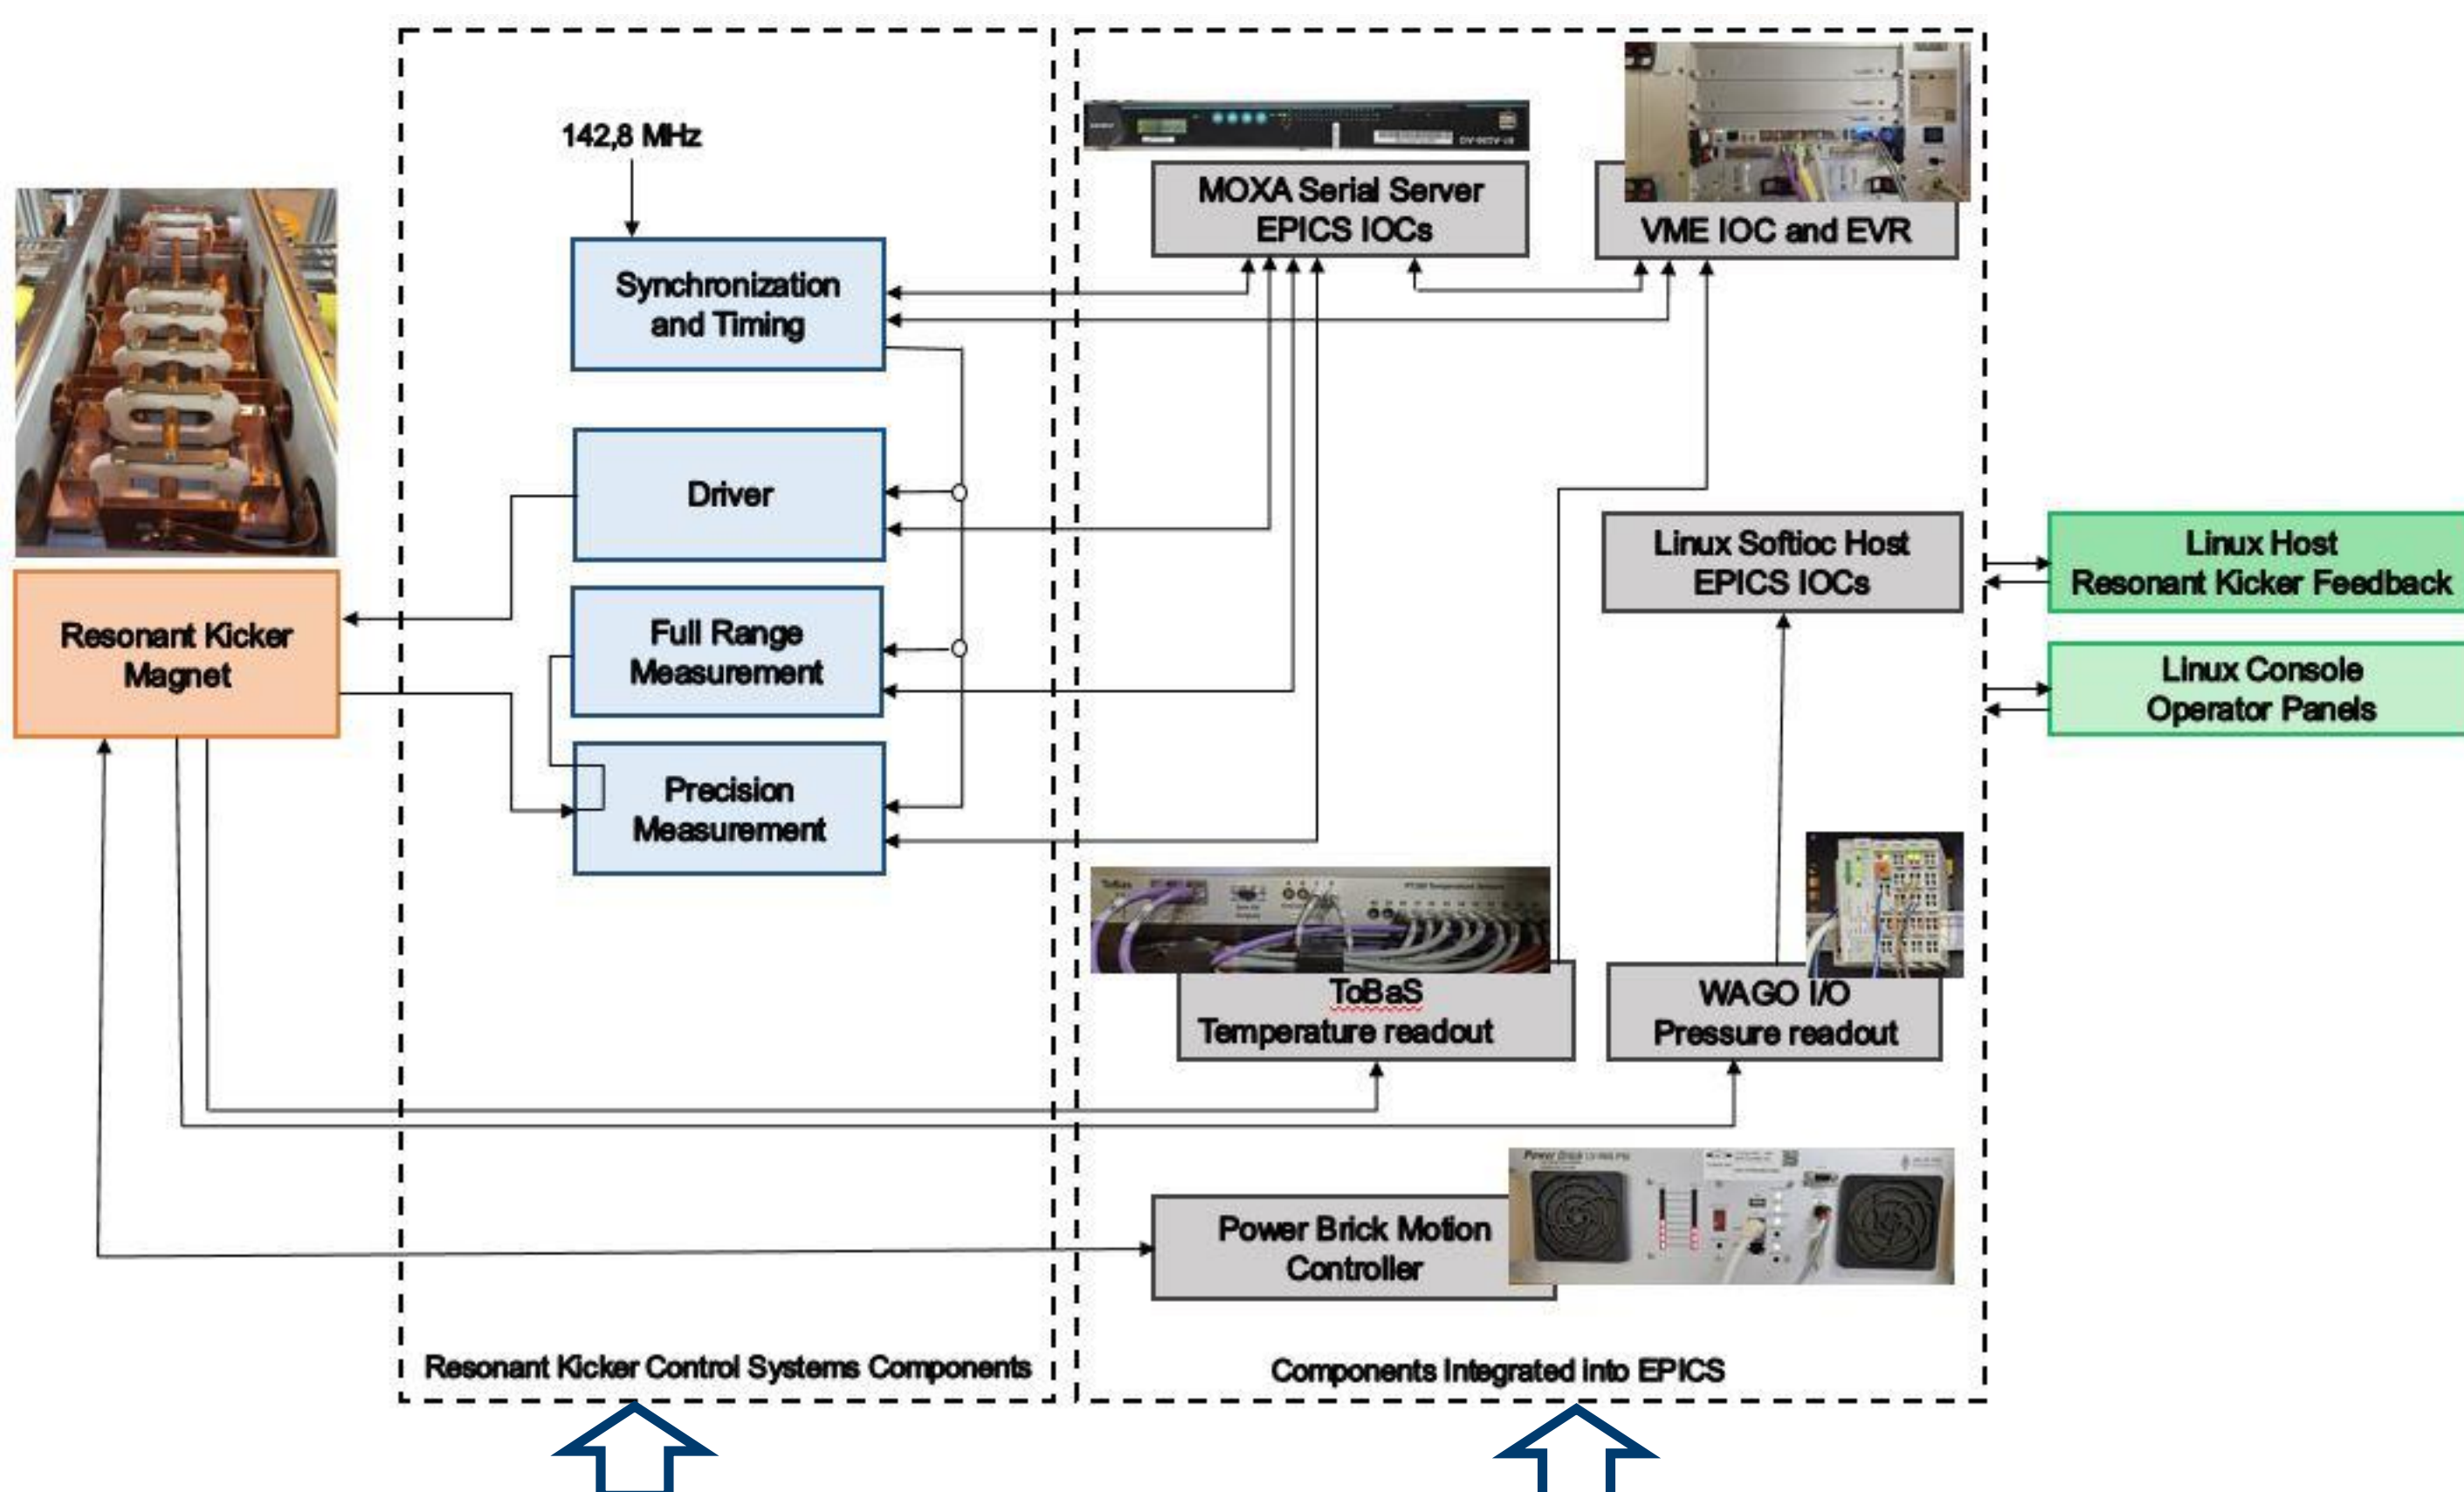 142,8 MHz
MOXA Serial Server
EPICS IOCs
VME IOC and EVR
Synchronization
and Timing
Driver
Linux Softioc Host
EPICS IOCs
Linux Host
Resonant Kicker Feedback
Resonant Kicker
Magnet
Full Range
Measurement
Linux Console
Operator Panels
Precision
Measurement
ToBaS
ToBaS
Temperature readout
WAGO I/O
Pressure readout
Power Brick
Power Brick Motion
Controller
Resonant Kicker Control Systems Components
Components Integrated into EPICS